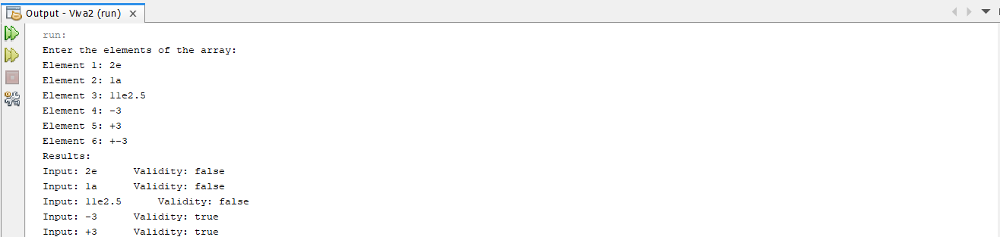 Output - Viva2 (run)
run:
Enter the elements of the array:
Element 1: 2e
Element 2: 1a
Element 3: 11e2.5
Element 4: -3
Element 5: +3
Element 6: +-3
Results:
Input: 2e      Validity: false
Input: 1a      Validity: false
Input: 11e2.5      Validity: false
Input: -3      Validity: true
Input: +3      Validity: true